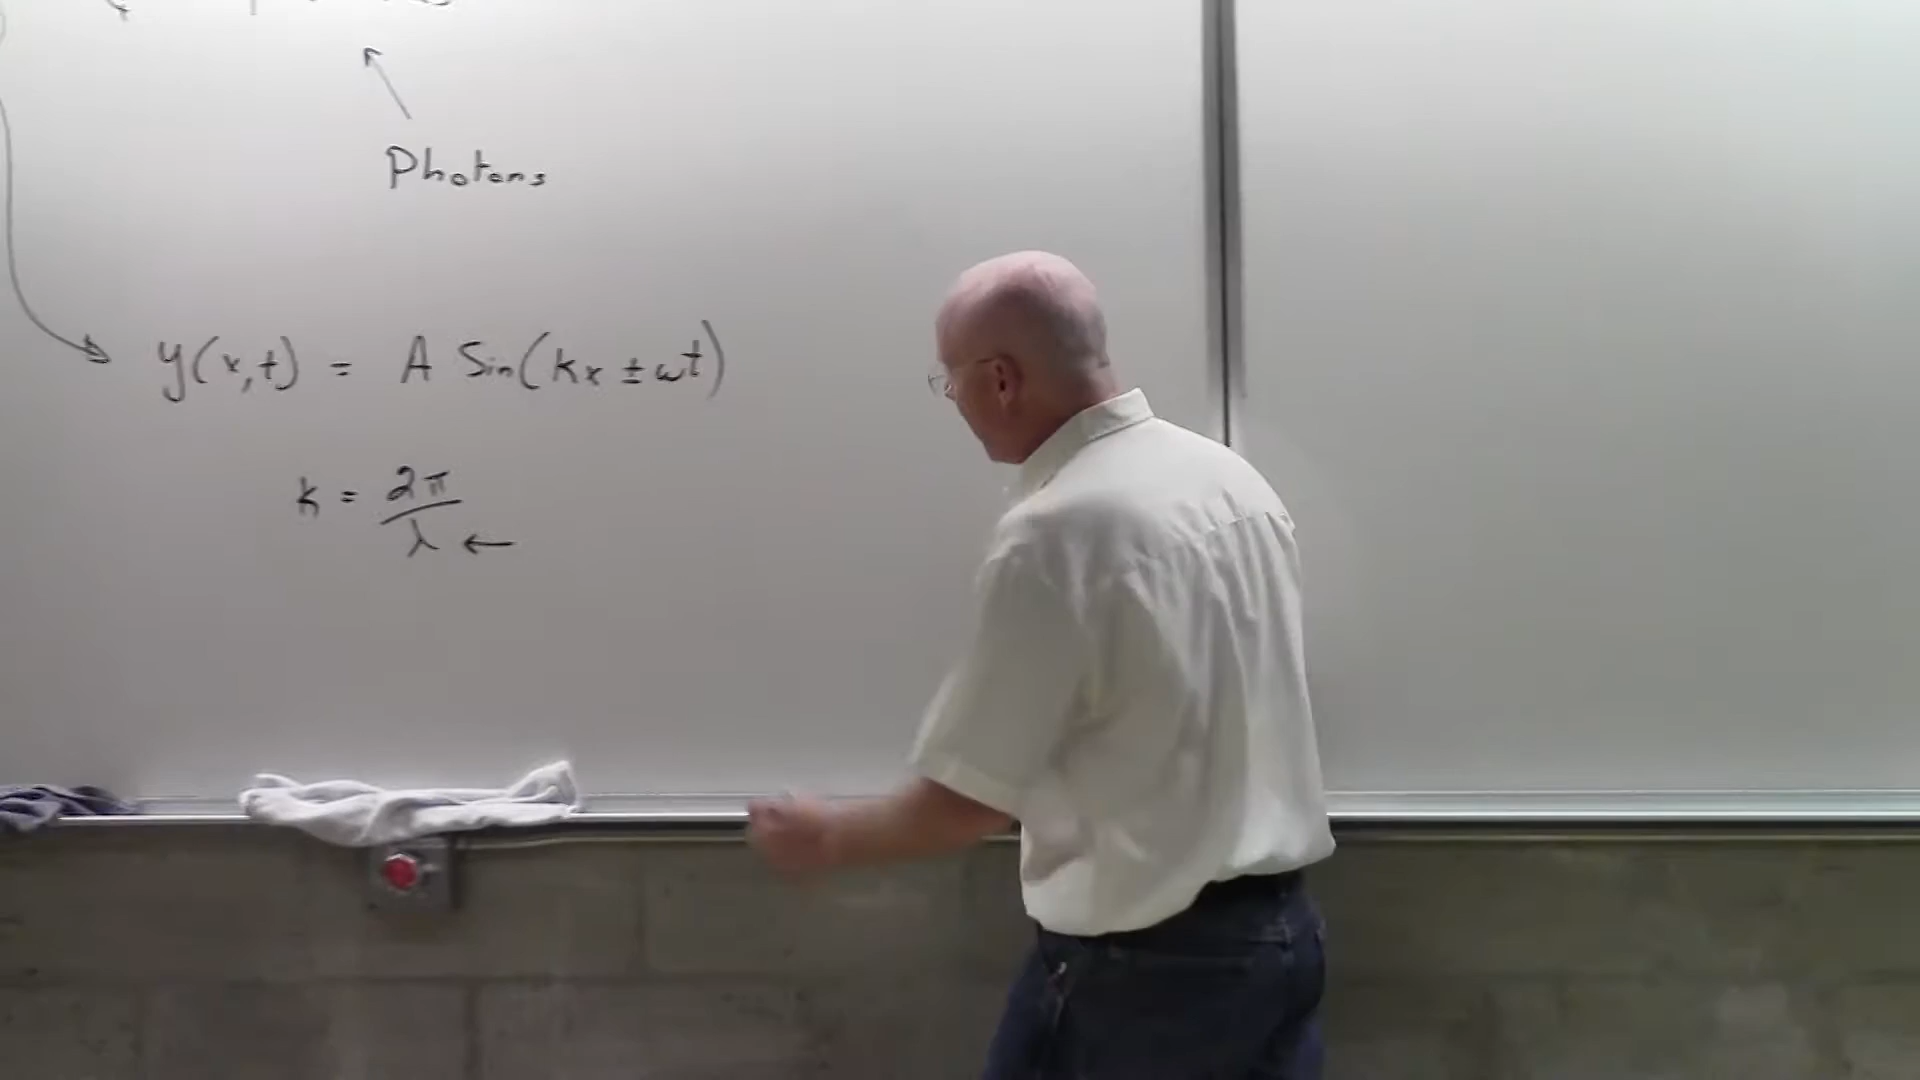 Photons
y(x,t) = A Sin(kx ± ωt)
k = 2π/λ ←